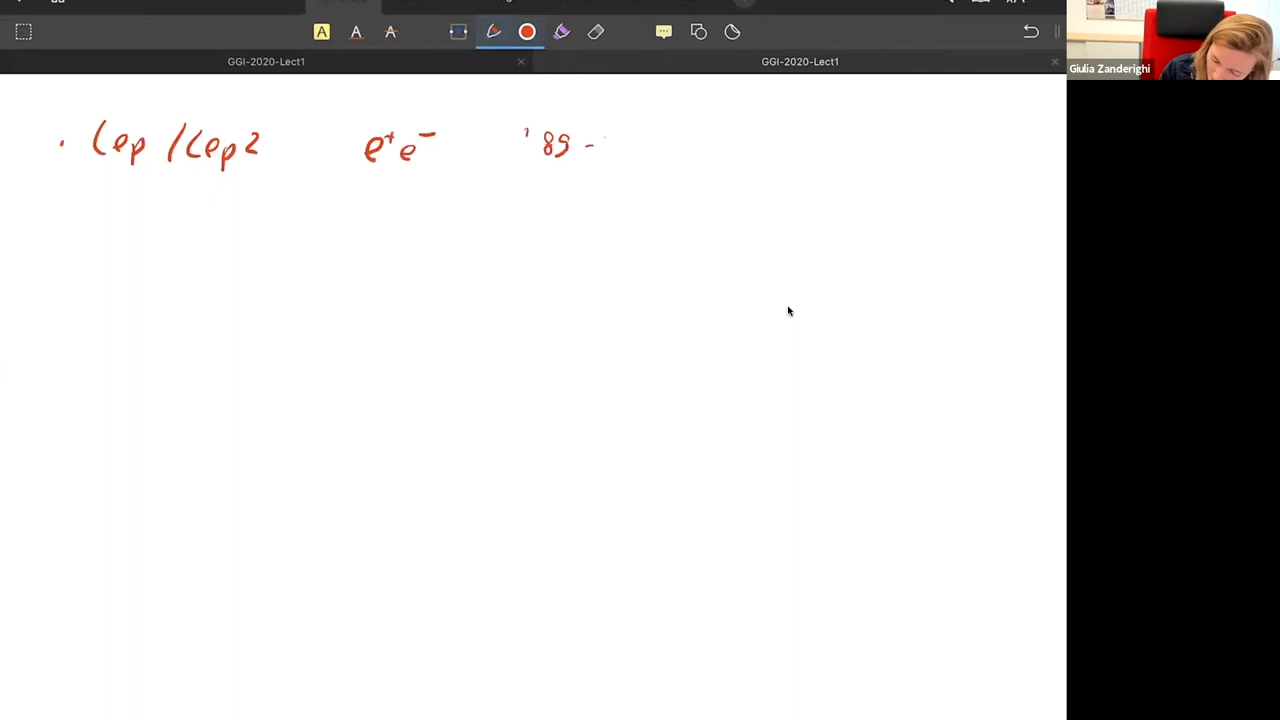 A A A
GGI-2020-Lect1 × GGI-2020-Lect1 ×
Giulia Zanderighi
· Lep / Lep2 e⁺e⁻ '89 -